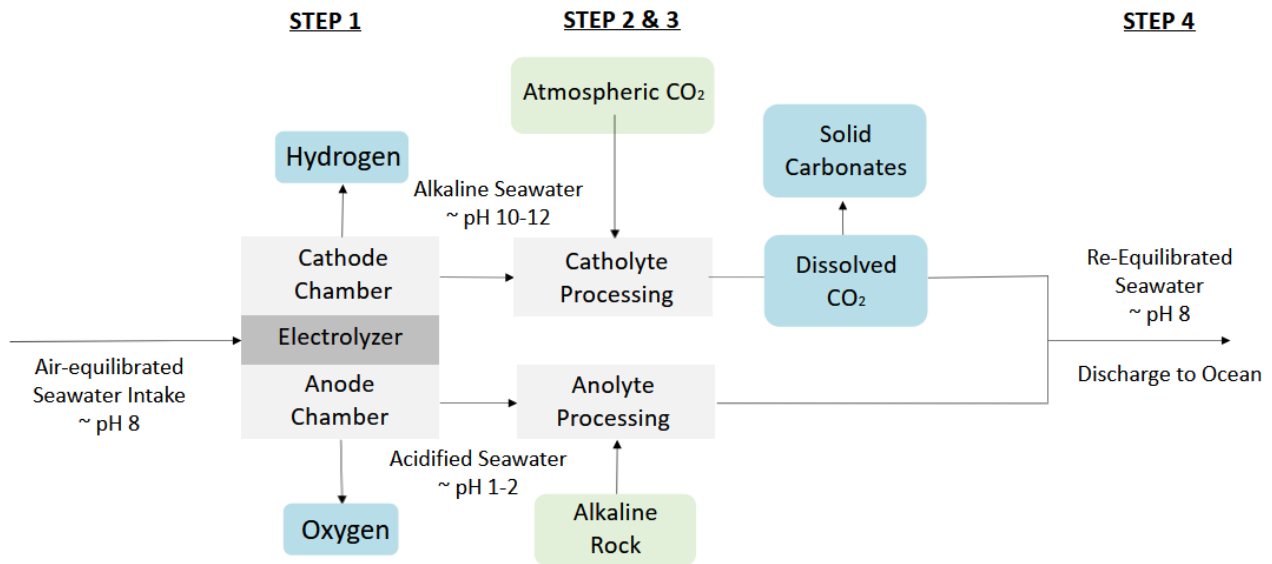 STEP 1
STEP 2 & 3
STEP 4
Atmospheric CO₂
Solid
Carbonates
Hydrogen
Alkaline Seawater
~ pH 10-12
Cathode
Chamber
Catholyte
Processing
Dissolved
CO₂
Re-Equilibrated
Seawater
~ pH 8
Electrolyzer
Air-equilibrated
Seawater Intake
~ pH 8
Anode
Chamber
Anolyte
Processing
Discharge to Ocean
Acidified Seawater
~ pH 1-2
Oxygen
Alkaline
Rock